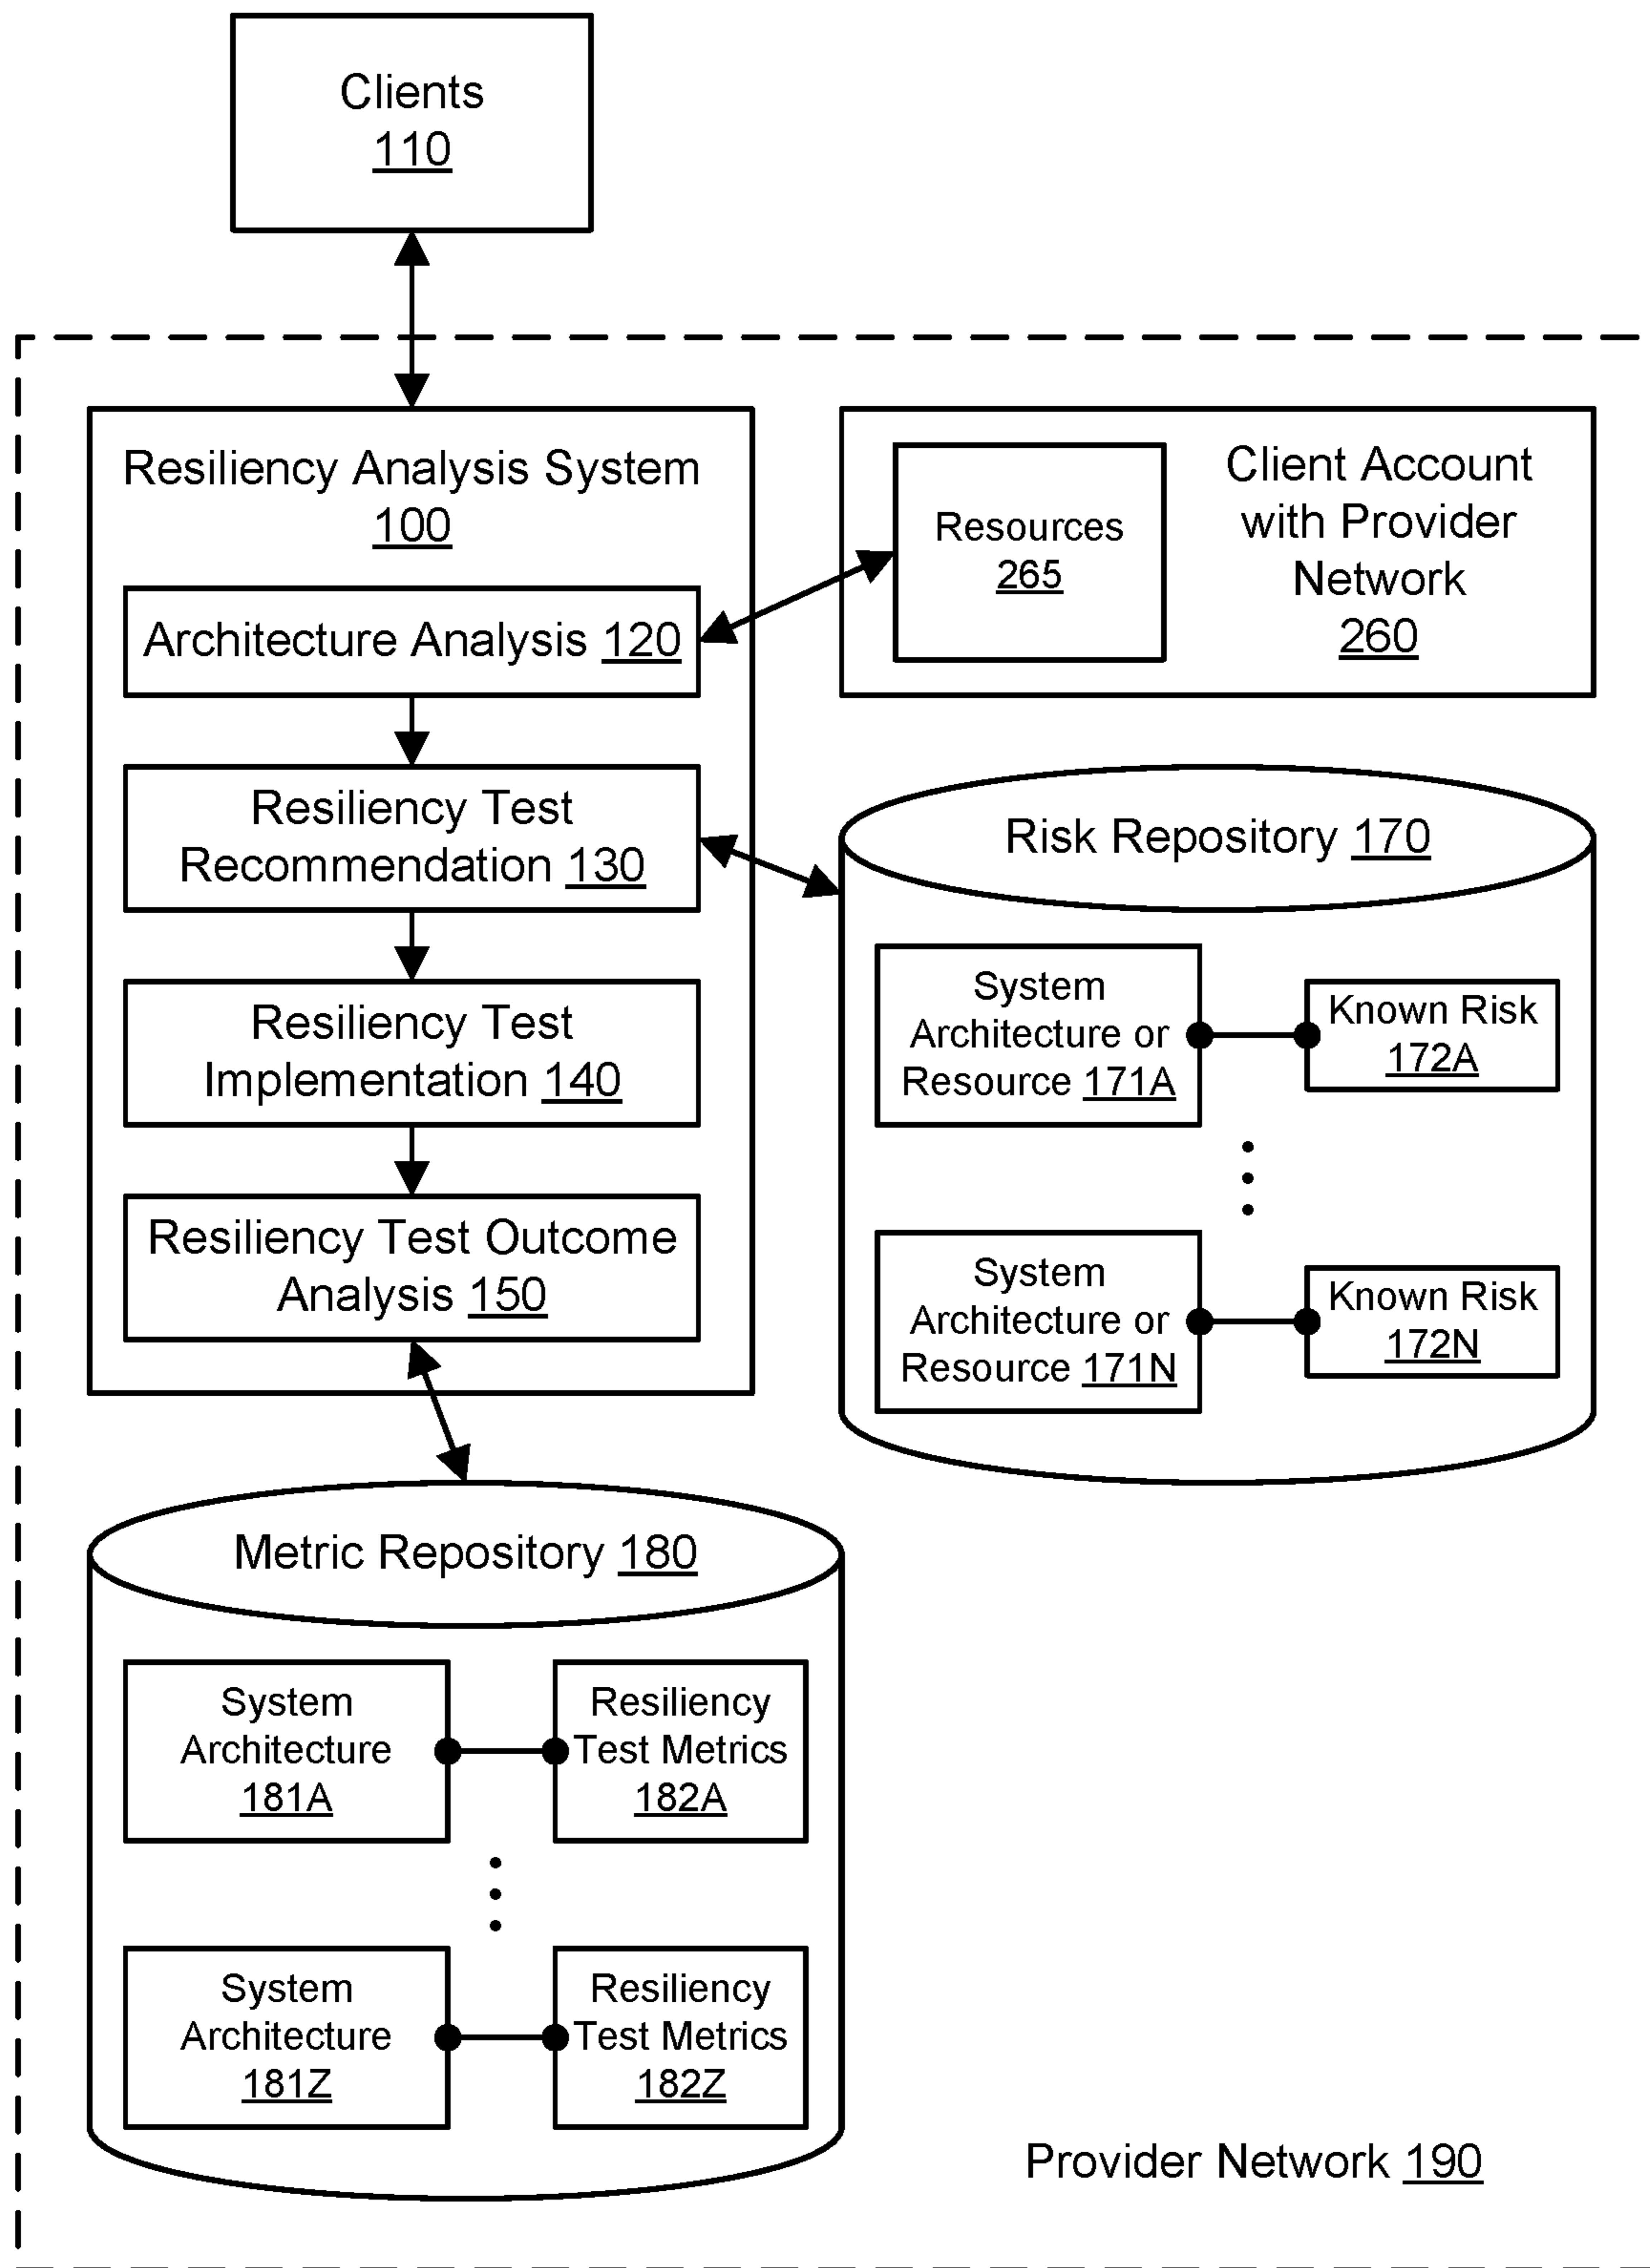 Clients
110
Resiliency Analysis System
100
Architecture Analysis 120
Resiliency Test
Recommendation 130
Resiliency Test
Implementation 140
Resiliency Test Outcome
Analysis 150
Resources
265
Client Account
with Provider
Network
260
Risk Repository 170
System
Architecture or
Resource 171A
Known Risk
172A
System
Architecture or
Resource 171N
Known Risk
172N
Metric Repository 180
System
Architecture
181A
Resiliency
Test Metrics
182A
System
Architecture
181Z
Resiliency
Test Metrics
182Z
Provider Network 190